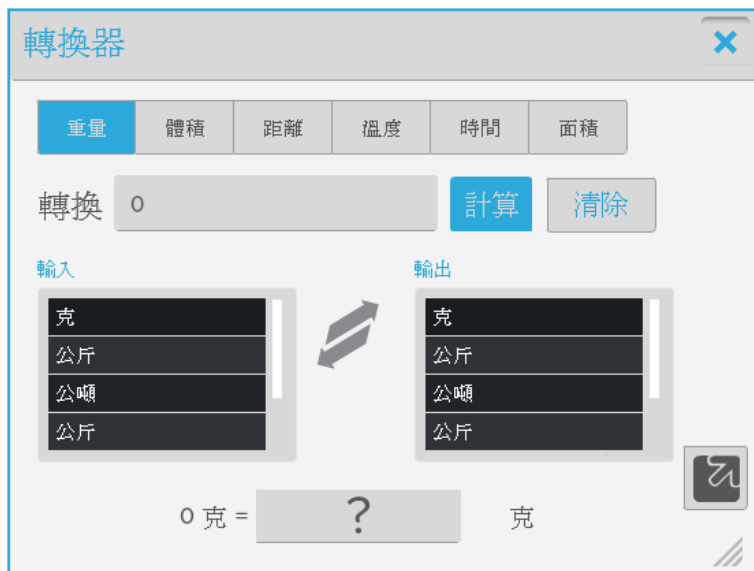 轉換器
重量 體積 距離 溫度 時間 面積
轉換 0 計算 清除
輸入 輸出
克 克
公斤 公斤
公噸 公噸
公斤 公斤
0 克 = ? 克